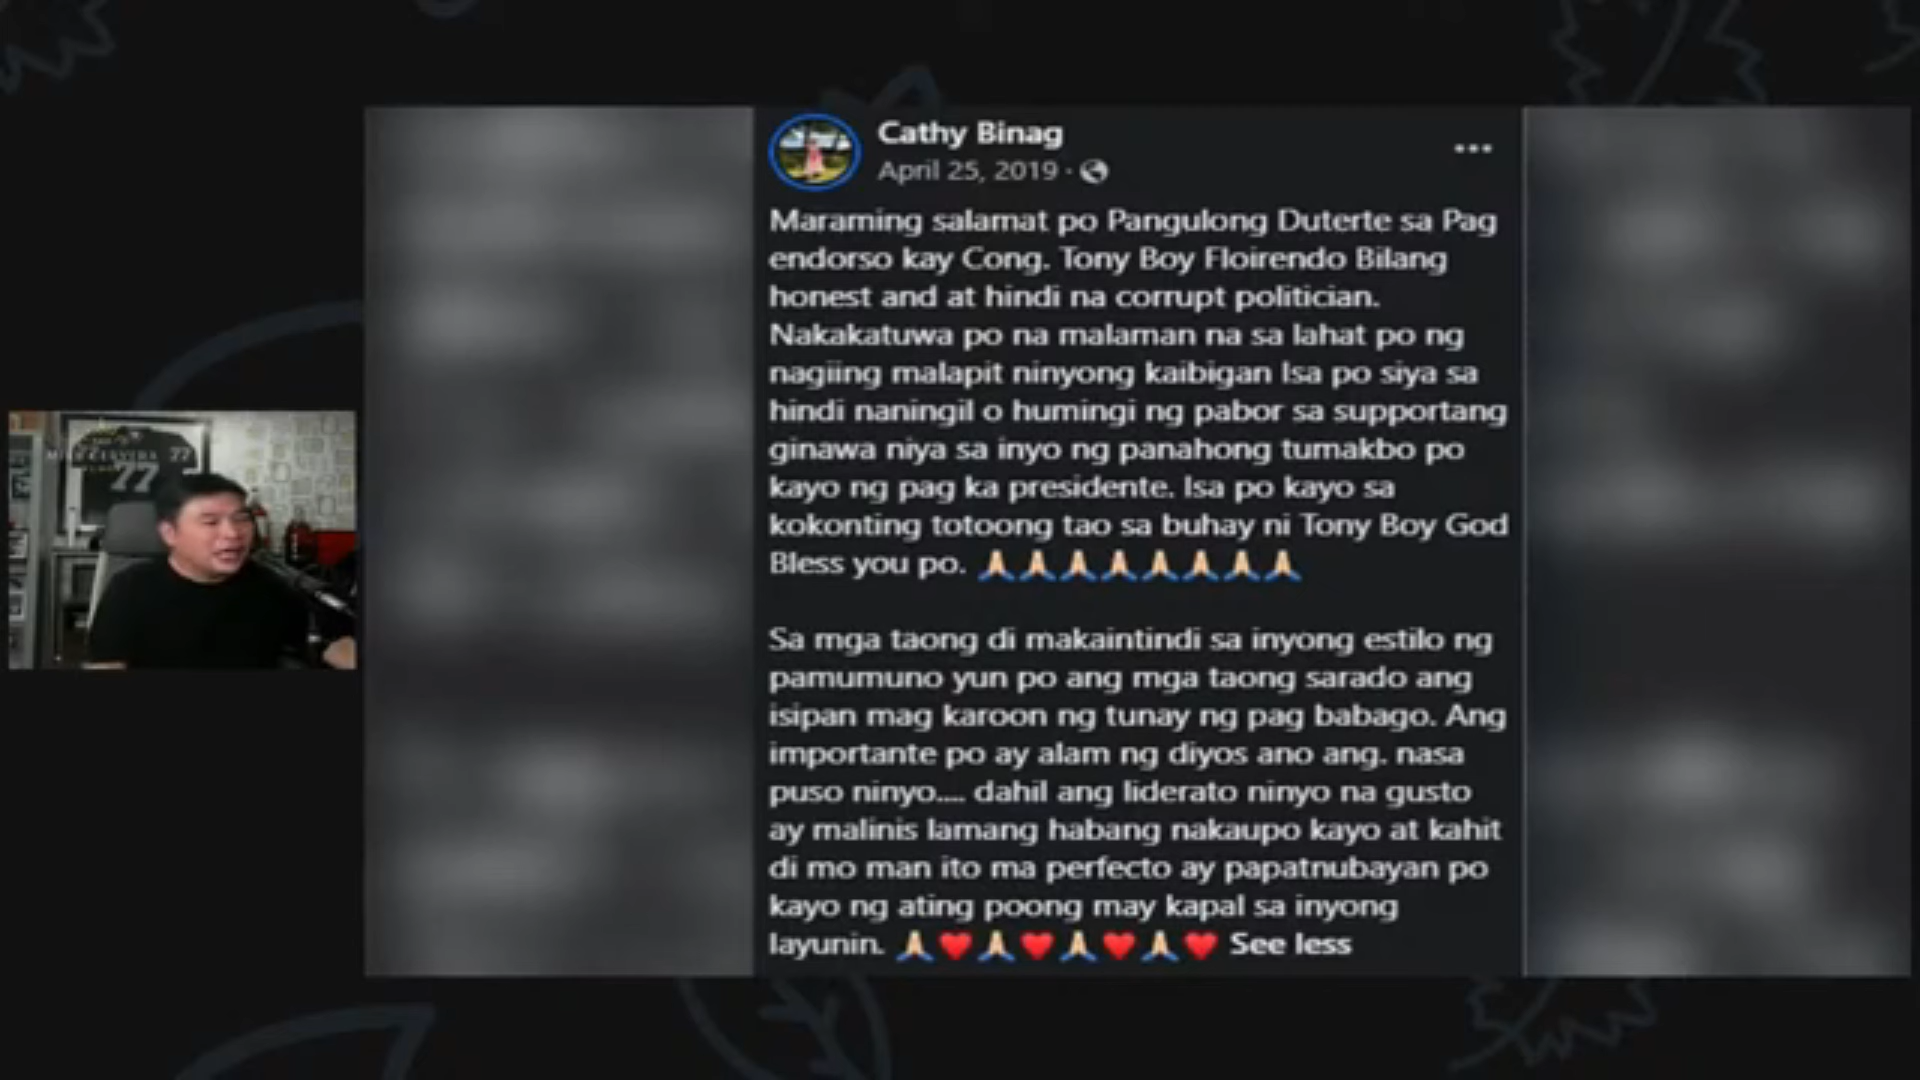 Cathy Binag
April 25, 2019 ·
Maraming salamat po Pangulong Duterte sa Pag
endorso kay Cong. Tony Boy Floirendo Bilang
honest and at hindi na corrupt politician.
Nakakatuwa po na malaman na sa lahat po ng
nagiing malapit ninyong kaibigan Isa po siya sa
hindi naningil o humingi ng pabor sa supportang
ginawa niya sa inyo ng panahong tumakbo po
kayo ng pag ka presidente. Isa po kayo sa
kokonting totoong tao sa buhay ni Tony Boy God
Bless you po. 🙏🏼🙏🏼🙏🏼🙏🏼🙏🏼🙏🏼🙏🏼🙏🏼
Sa mga taong di makaintindi sa inyong estilo ng
pamumuno yun po ang mga taong sarado ang
isipan mag karoon ng tunay ng pag babago. Ang
importante po ay alam ng diyos ano ang. nasa
puso ninyo.... dahil ang liderato ninyo na gusto
ay malinis lamang habang nakaupo kayo at kahit
di mo man ito ma perfecto ay papatnubayan po
kayo ng ating poong may kapal sa inyong
layunin. 🙏🏼❤️🙏🏼❤️🙏🏼❤️🙏🏼❤️ See less
77
77